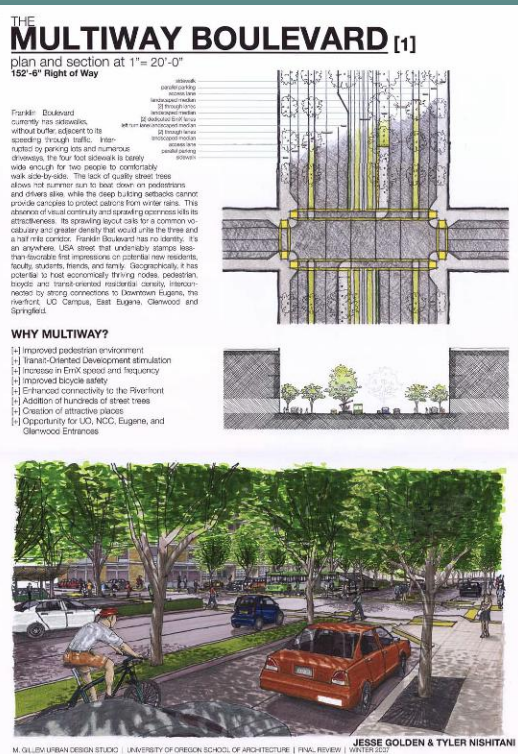 THE
MULTIWAY BOULEVARD [1]
plan and section at 1"= 20'-0"
152'-6" Right of Way
sidewalk
parallel parking
access lane
landscaped median
[2] through lanes
landscaped median
[2] dedicated EmX lanes
left turn lane/landscaped median
[2] through lanes
landscaped median
access lane
parallel parking
sidewalk
Franklin Boulevard
currently has sidewalks,
without buffer, adjacent to its
speeding through traffic. Inter-
rupted by parking lots and numerous
driveways, the four foot sidewalk is barely
wide enough for two people to comfortably
walk side-by-side. The lack of quality street trees
allows hot summer sun to beat down on pedestrians
and drivers alike, while the deep building setbacks cannot
provide canopies to protect patrons from winter rains. This
absence of visual continuity and sprawling openness kills its
attractiveness. Its sprawling layout calls for a common vo-
cabulary and greater density that would unite the three and
a half mile corridor. Franklin Boulevard has no identity. It's
an anywhere, USA street that undeniably stamps less-
than-favorable first impressions on potential new residents,
faculty, students, friends, and family. Geographically, it has
potential to host economically thriving nodes, pedestrian,
bicycle and transit-oriented residential density, intercon-
nected by strong connections to Downtown Eugene, the
riverfront, UO Campus, East Eugene, Glenwood and
Springfield.
WHY MULTIWAY?
[+] Improved pedestrian environment
[+] Transit-Oriented Development stimulation
[+] Increase in EmX speed and frequency
[+] Improved bicycle safety
[+] Enhanced connectivity to the Riverfront
[+] Addition of hundreds of street trees
[+] Creation of attractive places
[+] Opportunity for UO, NCC, Eugene, and
Glenwood Entrances
JESSE GOLDEN & TYLER NISHITANI
M. GILLEM URBAN DESIGN STUDIO | UNIVERSITY OF OREGON SCHOOL OF ARCHITECTURE | FINAL REVIEW | WINTER 2007